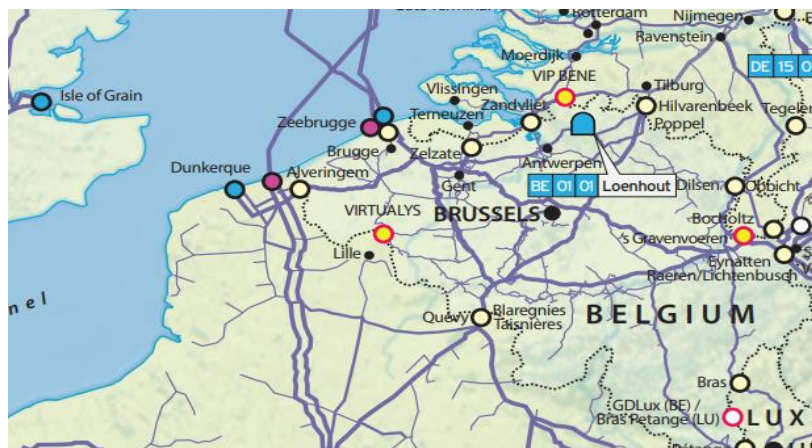 Rotterdam
Nijmegen
Ravenstein
Moerdijk
VIP BENE
Tilburg
DE 15 0
Isle of Grain
Vlissingen
Zandvliet
Hilvarenbeek
Poppel
Tegelen
Zeebrugge
Terneuzen
Brugge
Zelzate
Antwerpen
Dunkerque
Alveringem
Gent
BE 01 01 Loenhout
Dilsen
Obbicht
VIRTUALYS
BRUSSELS
Bocholtz
's Gravenvoeren
Lille
Eynatten
Raeren/Lichtenbusch
nel
Quévy
Blaregnies
Taisnières
BELGIUM
Bras
GDLux (BE) /
Bras Petange (LU)
LUX